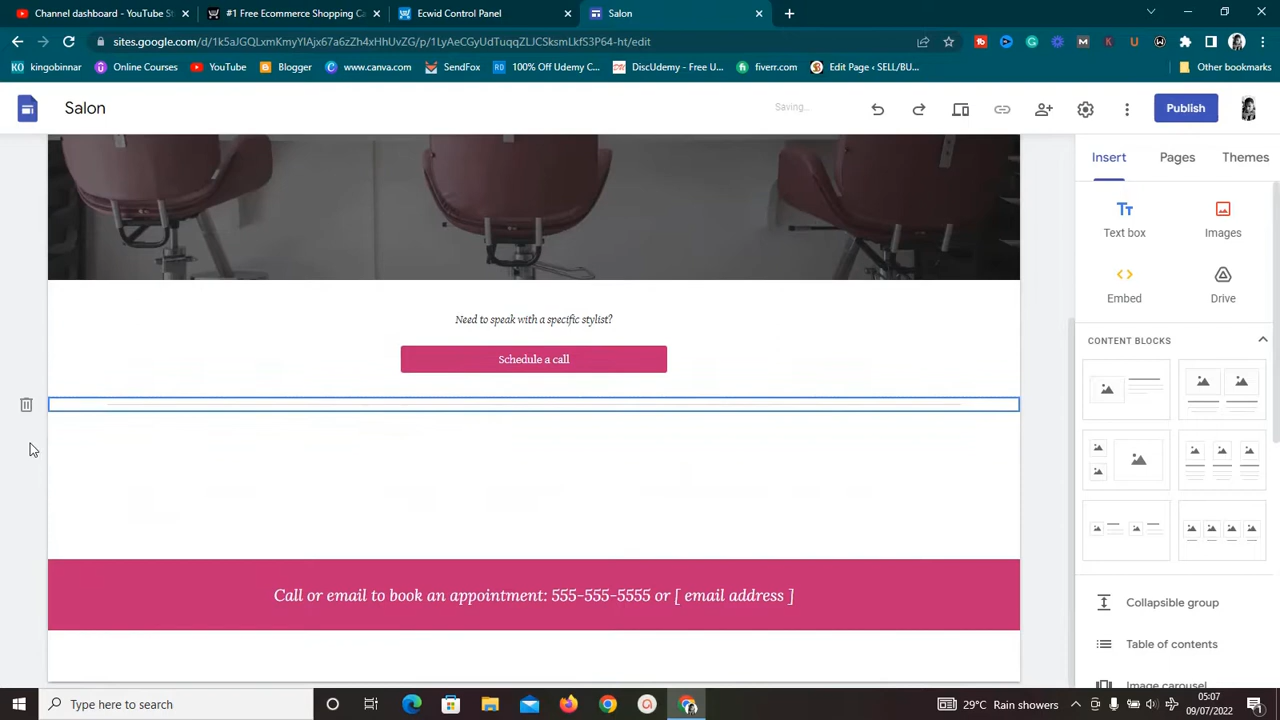 Channel dashboard - YouTube S
#1 Free Ecommerce Shopping Ca
Ecwid Control Panel
Salon
sites.google.com/d/1k5aJGQLxmKmyYIAjx67a6zZh4xHhUvZG/p/1LyAeCGyUdTuqqZLJCSksmLkfS3P64-ht/edit
kingobinnar
Online Courses
YouTube
Blogger
www.canva.com
SendFox
100% Off Udemy C...
DiscUdemy - Free U...
fiverr.com
Edit Page ‹ SELL/BU...
Other bookmarks
Salon
Saving...
Publish
Insert
Pages
Themes
Text box
Images
Embed
Drive
CONTENT BLOCKS
Need to speak with a specific stylist?
Schedule a call
Call or email to book an appointment: 555-555-5555 or [ email address ]
Collapsible group
Table of contents
Image carousel
Type here to search
29°C Rain showers
05:07
09/07/2022